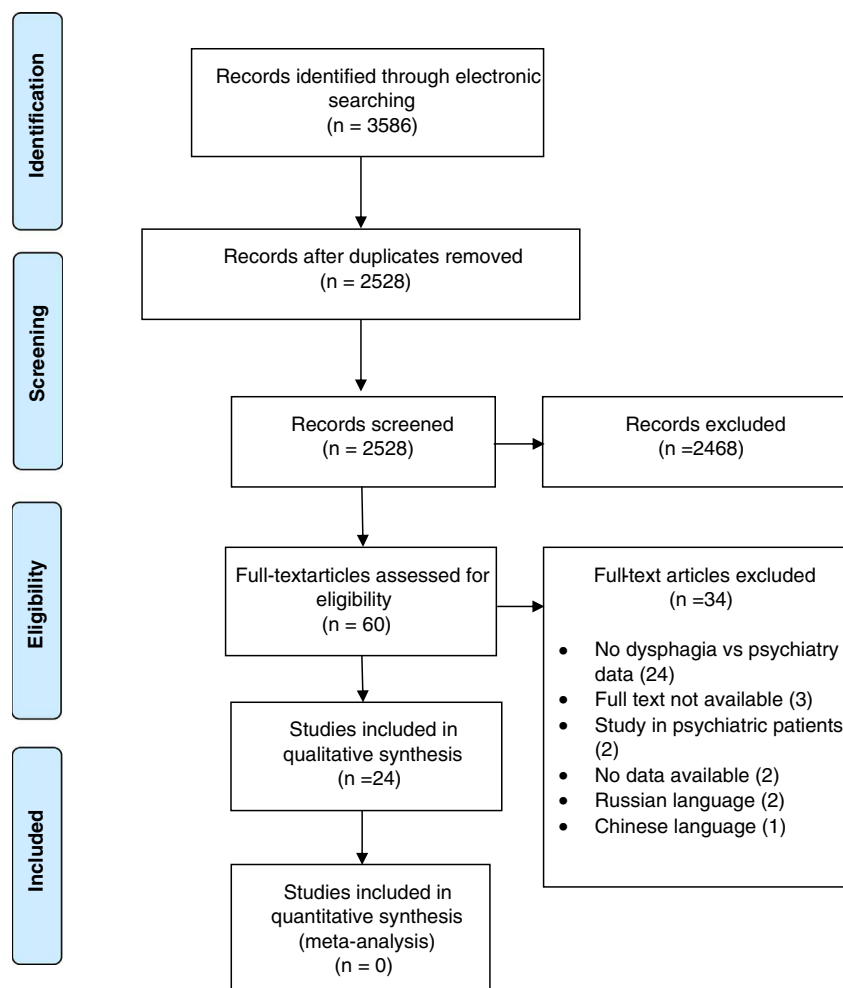 Identification
Records identified through electronic
searching
(n = 3586)
Records after duplicates removed
(n = 2528)
Screening
Records screened
(n = 2528)
Records excluded
(n =2468)
Eligibility
Full-textarticles assessed for
eligibility
(n = 60)
Full-text articles excluded
(n =34)
• No dysphagia vs psychiatry
data (24)
• Full text not available (3)
• Study in psychiatric patients
(2)
• No data available (2)
• Russian language (2)
• Chinese language (1)
Studies included in
qualitative synthesis
(n =24)
Included
Studies included in
quantitative synthesis
(meta-analysis)
(n = 0)